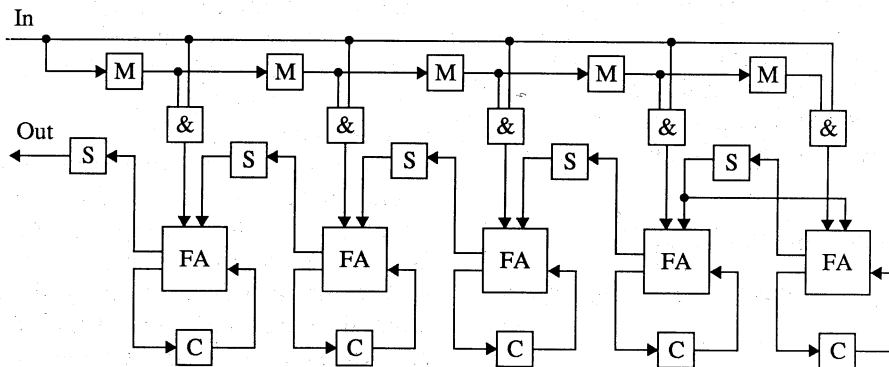 In
M M M M M
& & & & &
Out
S S S S S
FA FA FA FA FA
C C C C C